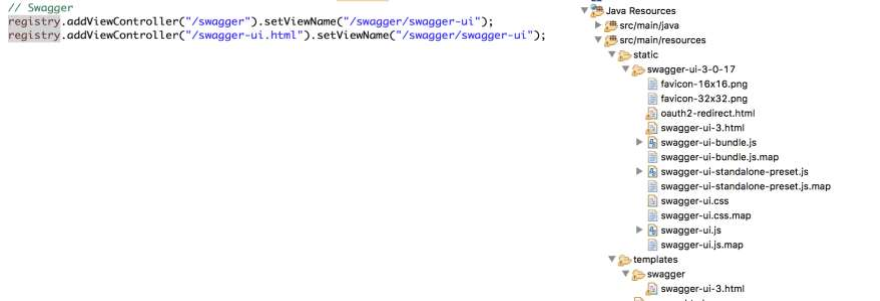 // Swagger
registry.addViewController("/swagger").setViewName("/swagger/swagger-ui");
registry.addViewController("/swagger-ui.html").setViewName("/swagger/swagger-ui");
Java Resources
src/main/java
src/main/resources
static
swagger-ui-3-0-17
favicon-16x16.png
favicon-32x32.png
oauth2-redirect.html
swagger-ui-3.html
swagger-ui-bundle.js
swagger-ui-bundle.js.map
swagger-ui-standalone-preset.js
swagger-ui-standalone-preset.js.map
swagger-ui.css
swagger-ui.css.map
swagger-ui.js
swagger-ui.js.map
templates
swagger
swagger-ui-3.html